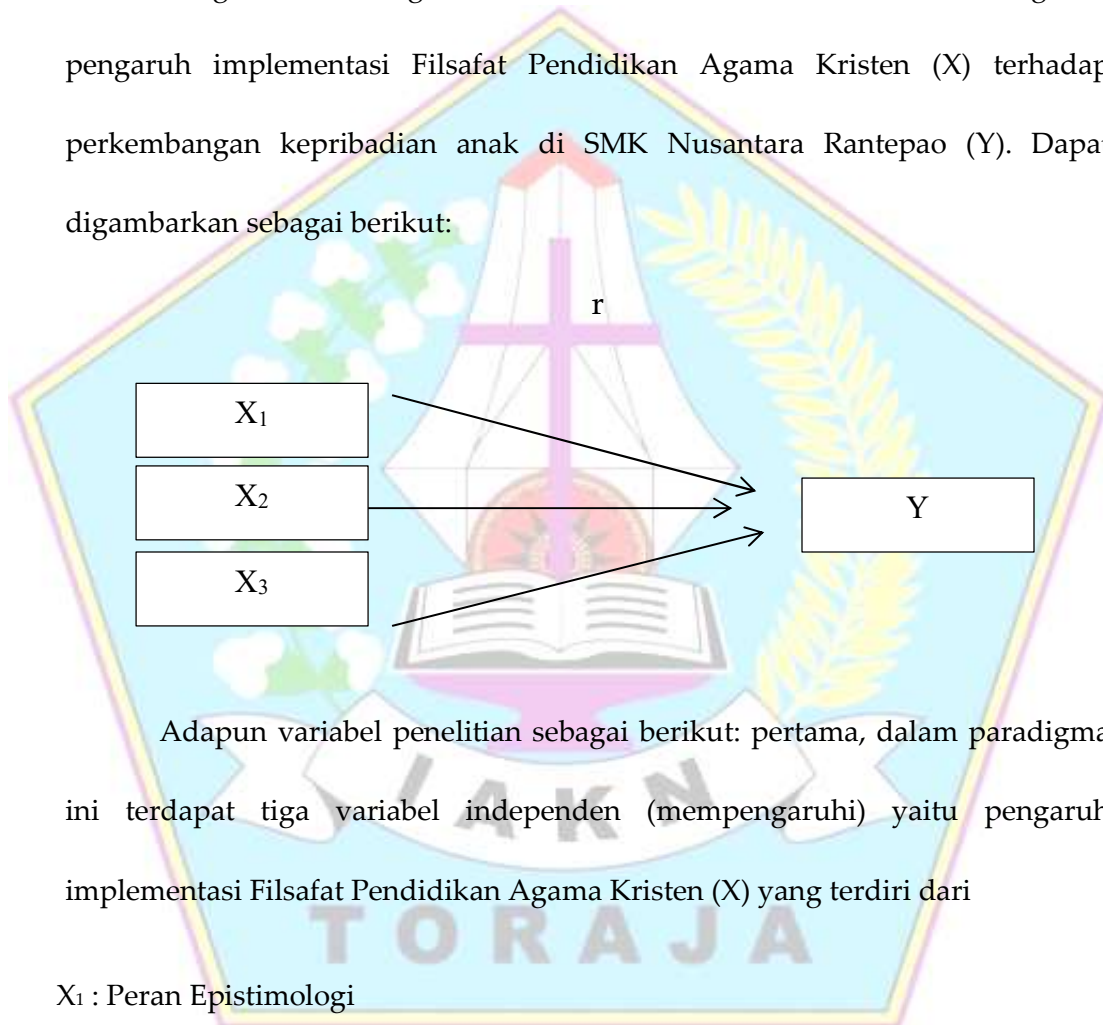 pengaruh implementasi Filsafat Pendidikan Agama Kristen (X) terhadap
perkembangan kepribadian anak di SMK Nusantara Rantepao (Y). Dapat
digambarkan sebagai berikut:
r
X₁
X₂
Y
X₃
Adapun variabel penelitian sebagai berikut: pertama, dalam paradigma
ini terdapat tiga variabel independen (mempengaruhi) yaitu pengaruh
implementasi Filsafat Pendidikan Agama Kristen (X) yang terdiri dari
IAKN
TORAJA
X₁ : Peran Epistimologi